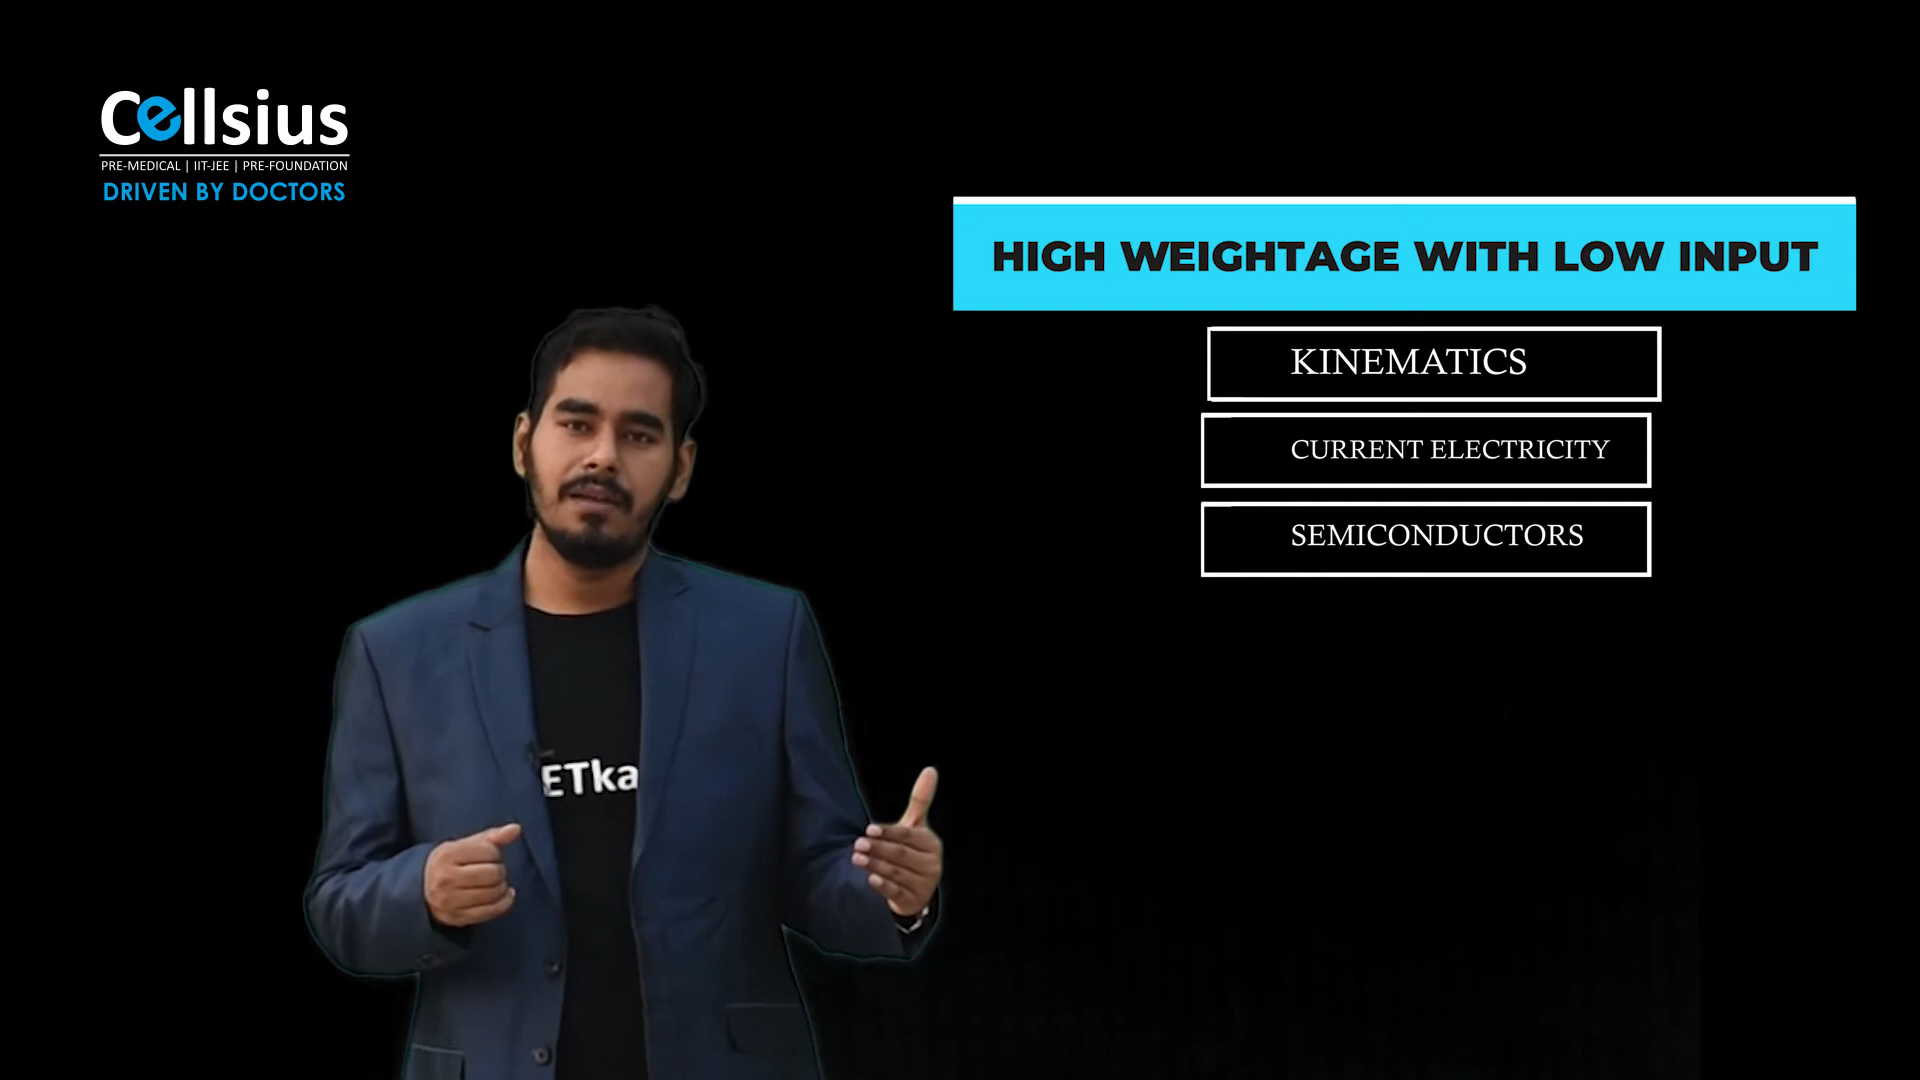 Cellsius
PRE-MEDICAL | IIT-JEE | PRE-FOUNDATION
DRIVEN BY DOCTORS
HIGH WEIGHTAGE WITH LOW INPUT
KINEMATICS
CURRENT ELECTRICITY
SEMICONDUCTORS
ETka